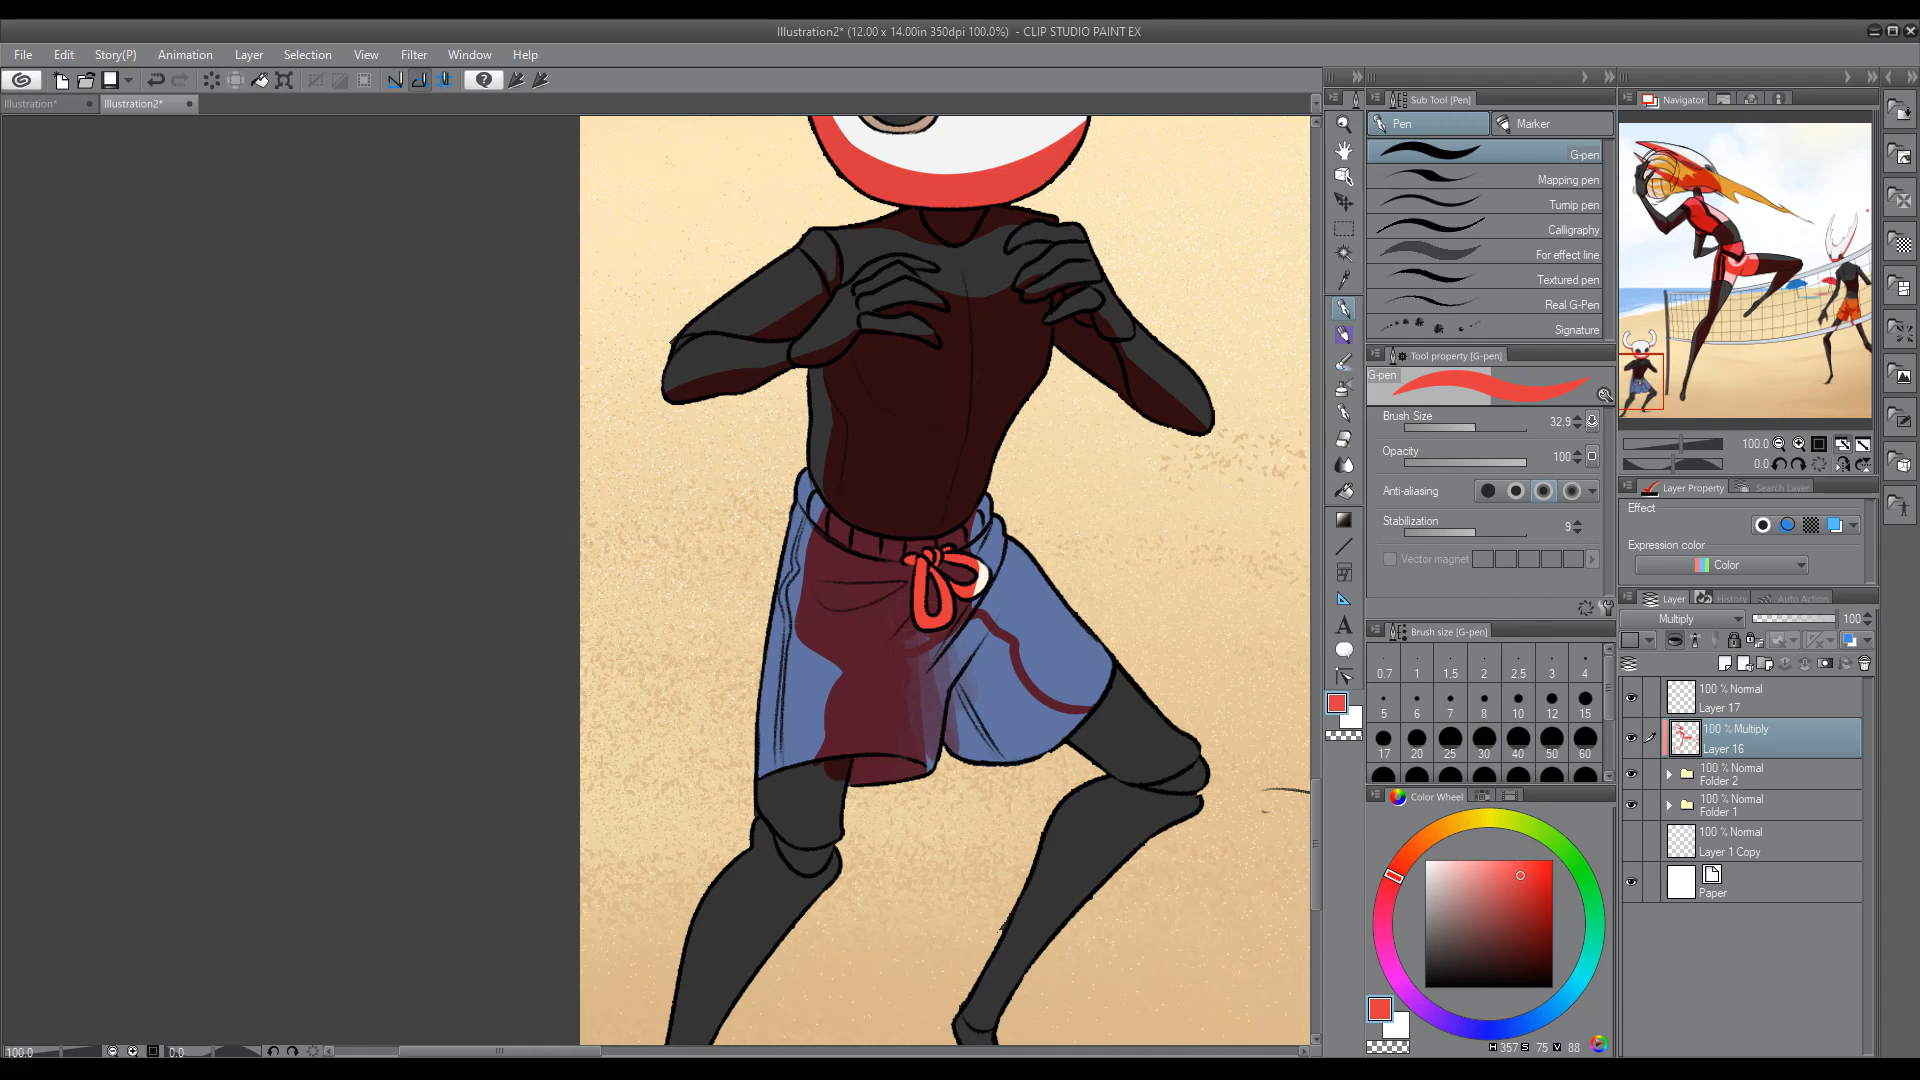 Illustration2* (12.00 x 14.00in 350dpi 100.0%) - CLIP STUDIO PAINT EX
File Edit Story(P) Animation Layer Selection View Filter Window Help
Illustration* Illustration2*
Sub Tool [Pen]
Pen Marker
G-pen
Mapping pen
Turnip pen
Calligraphy
For effect line
Textured pen
Real G-Pen
Signature
Tool property [G-pen]
G-pen
Brush Size 32.9
Opacity 100
Anti-aliasing
Stabilization 9
Vector magnet
Brush size [G-pen]
0.7 1 1.5 2 2.5 3 4
5 6 7 8 10 12 15
17 20 25 30 40 50 60
Color Wheel
H 357 S 75 V 88
Navigator
100.0
0.0
Layer Property Search Layer
Effect
Expression color
Color
Layer History Auto Action
Multiply 100
100 % Normal
Layer 17
100 % Multiply
Layer 16
100 % Normal
Folder 2
100 % Normal
Folder 1
100 % Normal
Layer 1 Copy
Paper
100.0 0.0